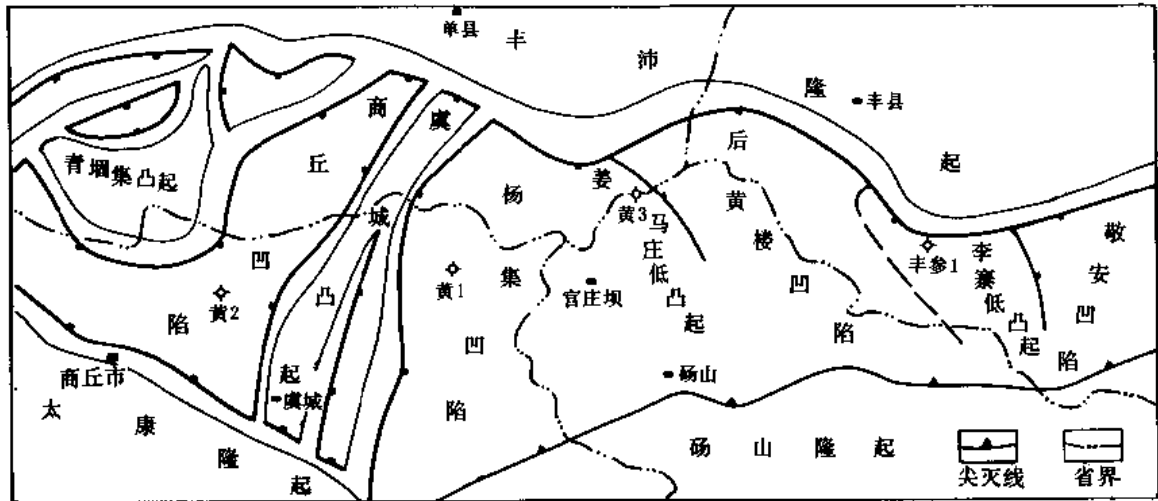 单县
丰沛隆起
丰县
青堌集凸起
商丘凹陷
虞城凸起
杨集凹陷
姜马庄低凸起
后黄楼凹陷
李寨低凸起
敬安凹陷
黄3
黄1
黄2
丰参1
官庄坝
砀山
商丘市
虞城
太康隆起
砀山隆起
尖灭线
省界